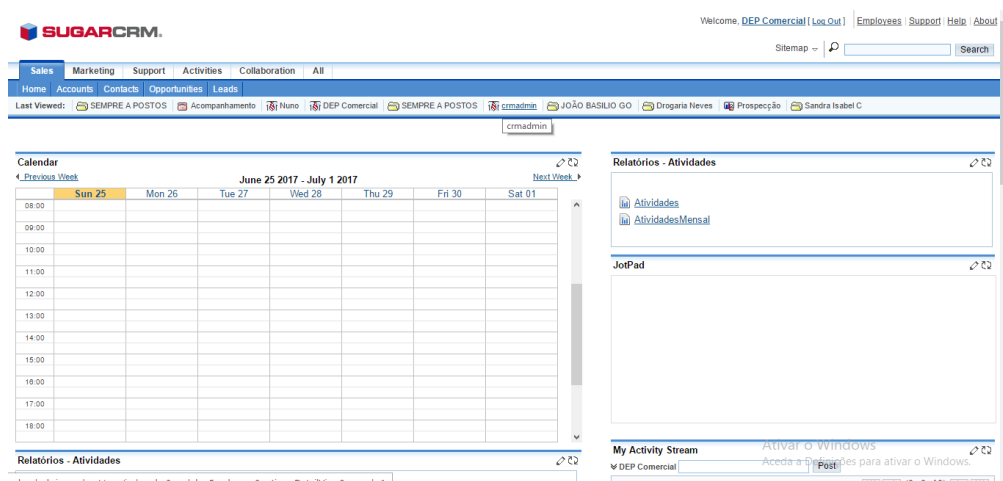 Welcome, DEP Comercial [ Log Out ] Employees | Support | Help | About
SUGARCRM.
Sitemap Search
Sales Marketing Support Activities Collaboration All
Home Accounts Contacts Opportunities Leads
Last Viewed: SEMPRE A POSTOS Acompanhamento Nuno DEP Comercial SEMPRE A POSTOS crmadmin JOÃO BASILIO GO Drogaria Neves Prospecção Sandra Isabel C
crmadmin
Calendar
Previous Week June 25 2017 - July 1 2017 Next Week
Sun 25 Mon 26 Tue 27 Wed 28 Thu 29 Fri 30 Sat 01
08:00
09:00
10:00
11:00
12:00
13:00
14:00
15:00
16:00
17:00
18:00
Relatórios - Atividades
Relatórios - Atividades
Atividades
AtividadesMensal
JotPad
My Activity Stream
DEP Comercial Post
Ativar o Windows
Aceda a Definições para ativar o Windows.